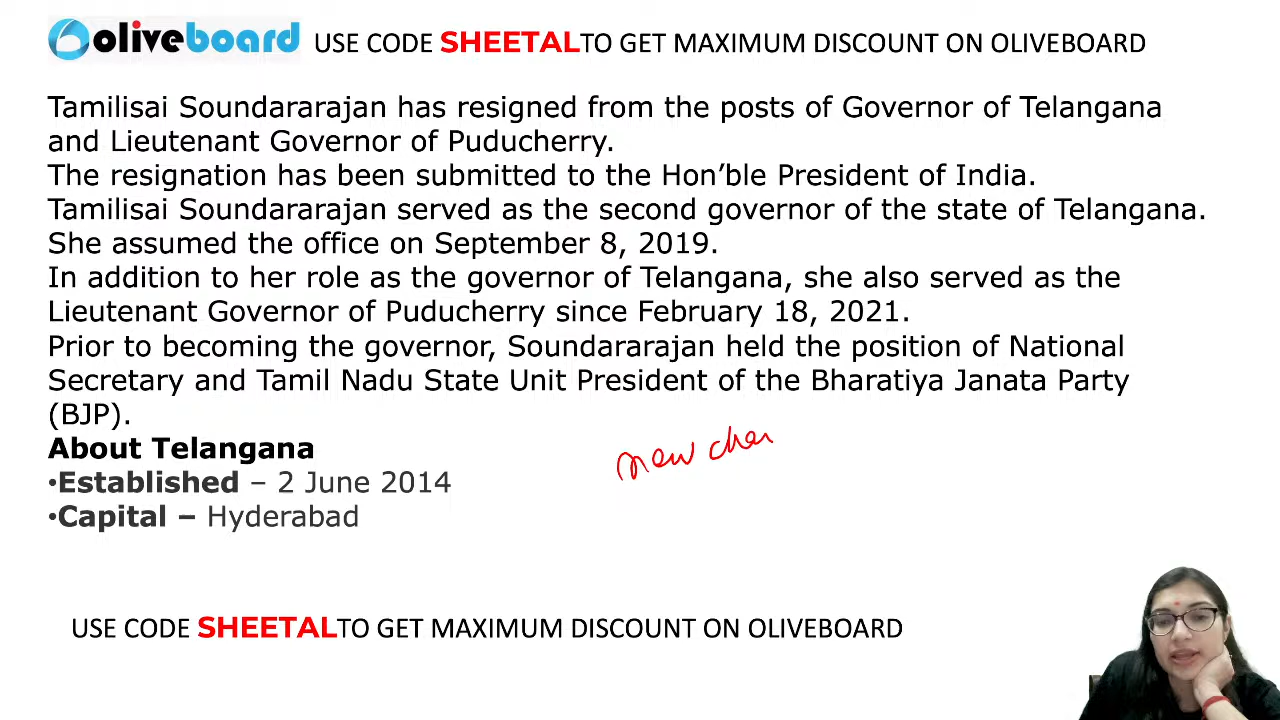 oliveboard USE CODE SHEETAL TO GET MAXIMUM DISCOUNT ON OLIVEBOARD
Tamilisai Soundararajan has resigned from the posts of Governor of Telangana
and Lieutenant Governor of Puducherry.
The resignation has been submitted to the Hon’ble President of India.
Tamilisai Soundararajan served as the second governor of the state of Telangana.
She assumed the office on September 8, 2019.
In addition to her role as the governor of Telangana, she also served as the
Lieutenant Governor of Puducherry since February 18, 2021.
Prior to becoming the governor, Soundararajan held the position of National
Secretary and Tamil Nadu State Unit President of the Bharatiya Janata Party
(BJP).
About Telangana
new char
•Established – 2 June 2014
•Capital – Hyderabad
USE CODE SHEETAL TO GET MAXIMUM DISCOUNT ON OLIVEBOARD